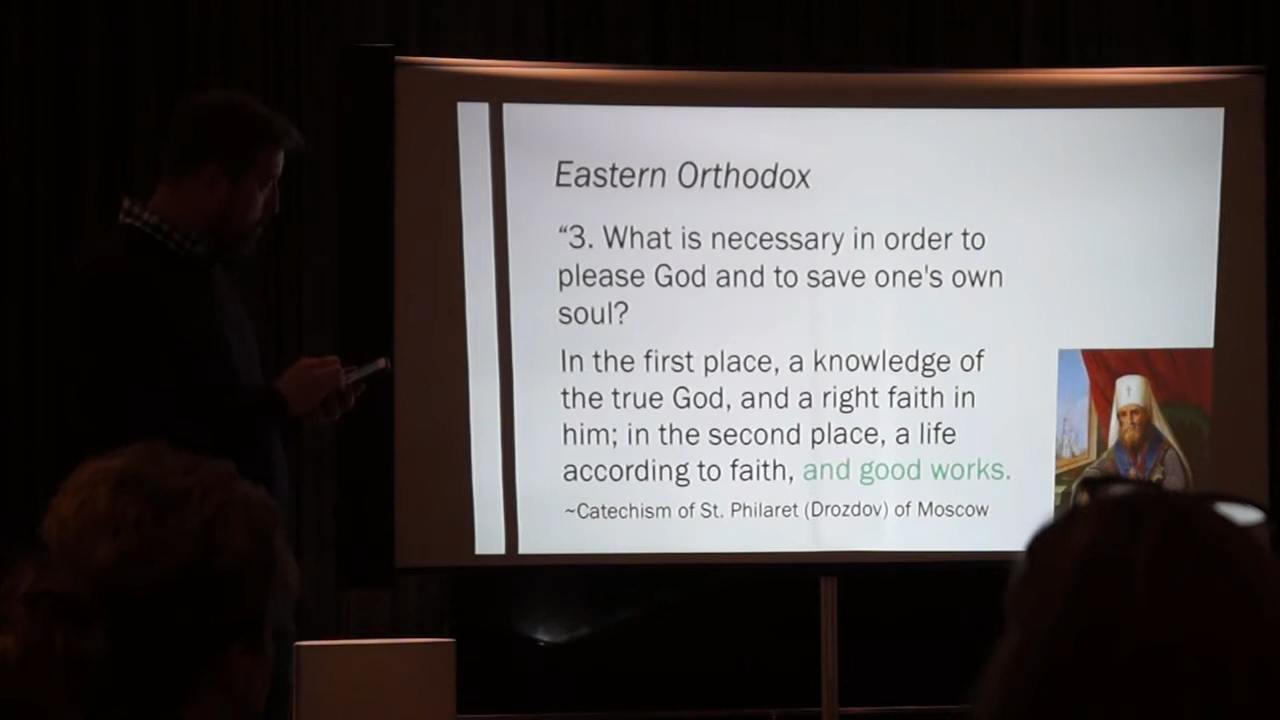 Eastern Orthodox
“3. What is necessary in order to
please God and to save one's own
soul?
In the first place, a knowledge of
the true God, and a right faith in
him; in the second place, a life
according to faith, and good works.
~Catechism of St. Philaret (Drozdov) of Moscow